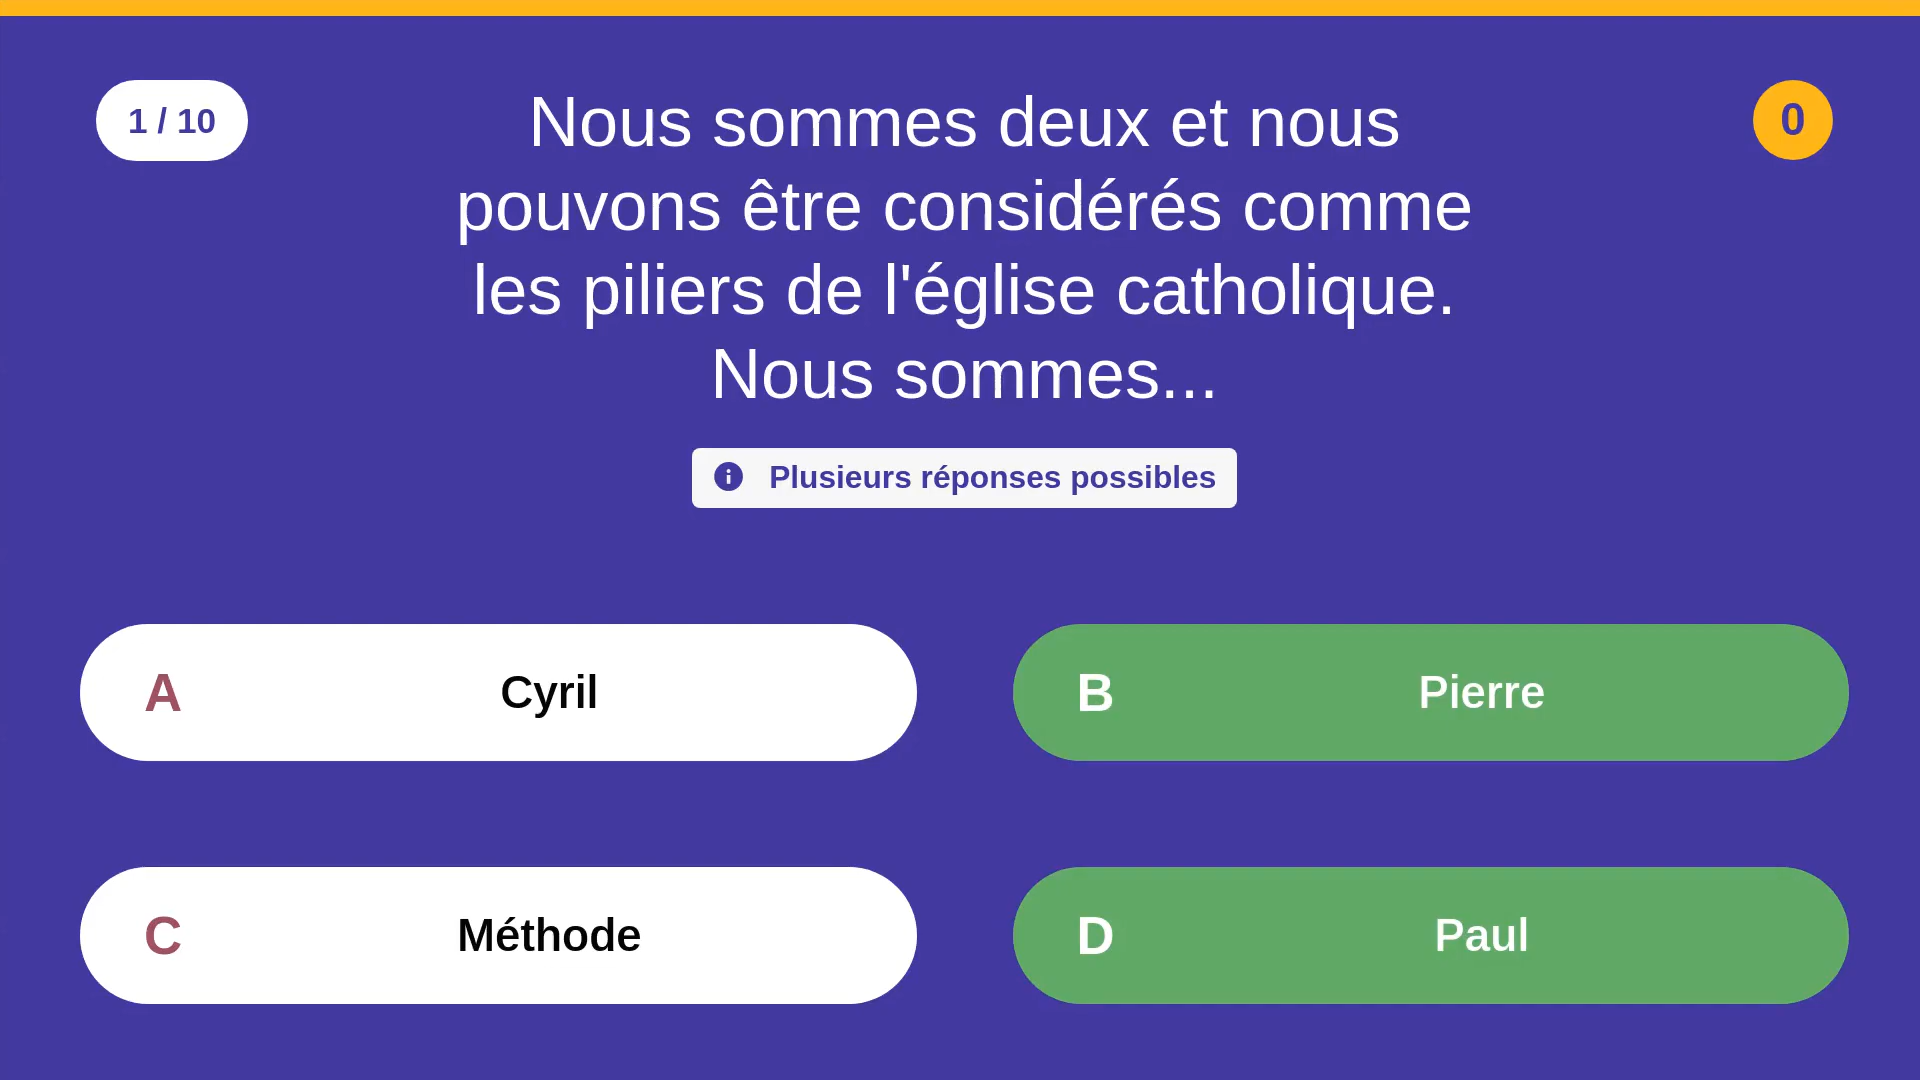 1 / 10
Nous sommes deux et nous
pouvons être considérés comme
les piliers de l'église catholique.
Nous sommes...
0
Plusieurs réponses possibles
A Cyril
B Pierre
C Méthode
D Paul